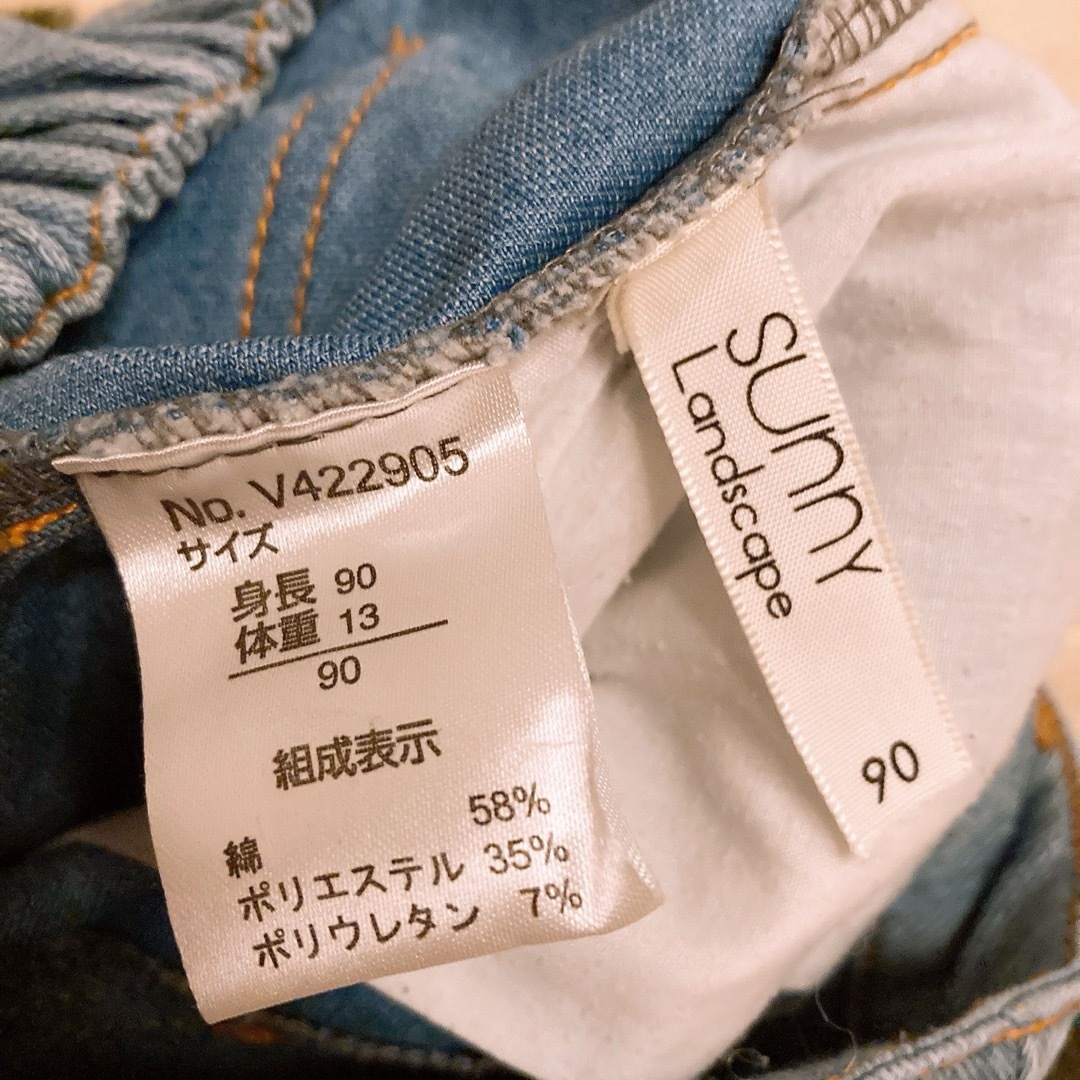 No. V422905
サイズ
身長 90
体重 13
90
組成表示
綿 58%
ポリエステル 35%
ポリウレタン 7%
SUnnY
Landscape
90